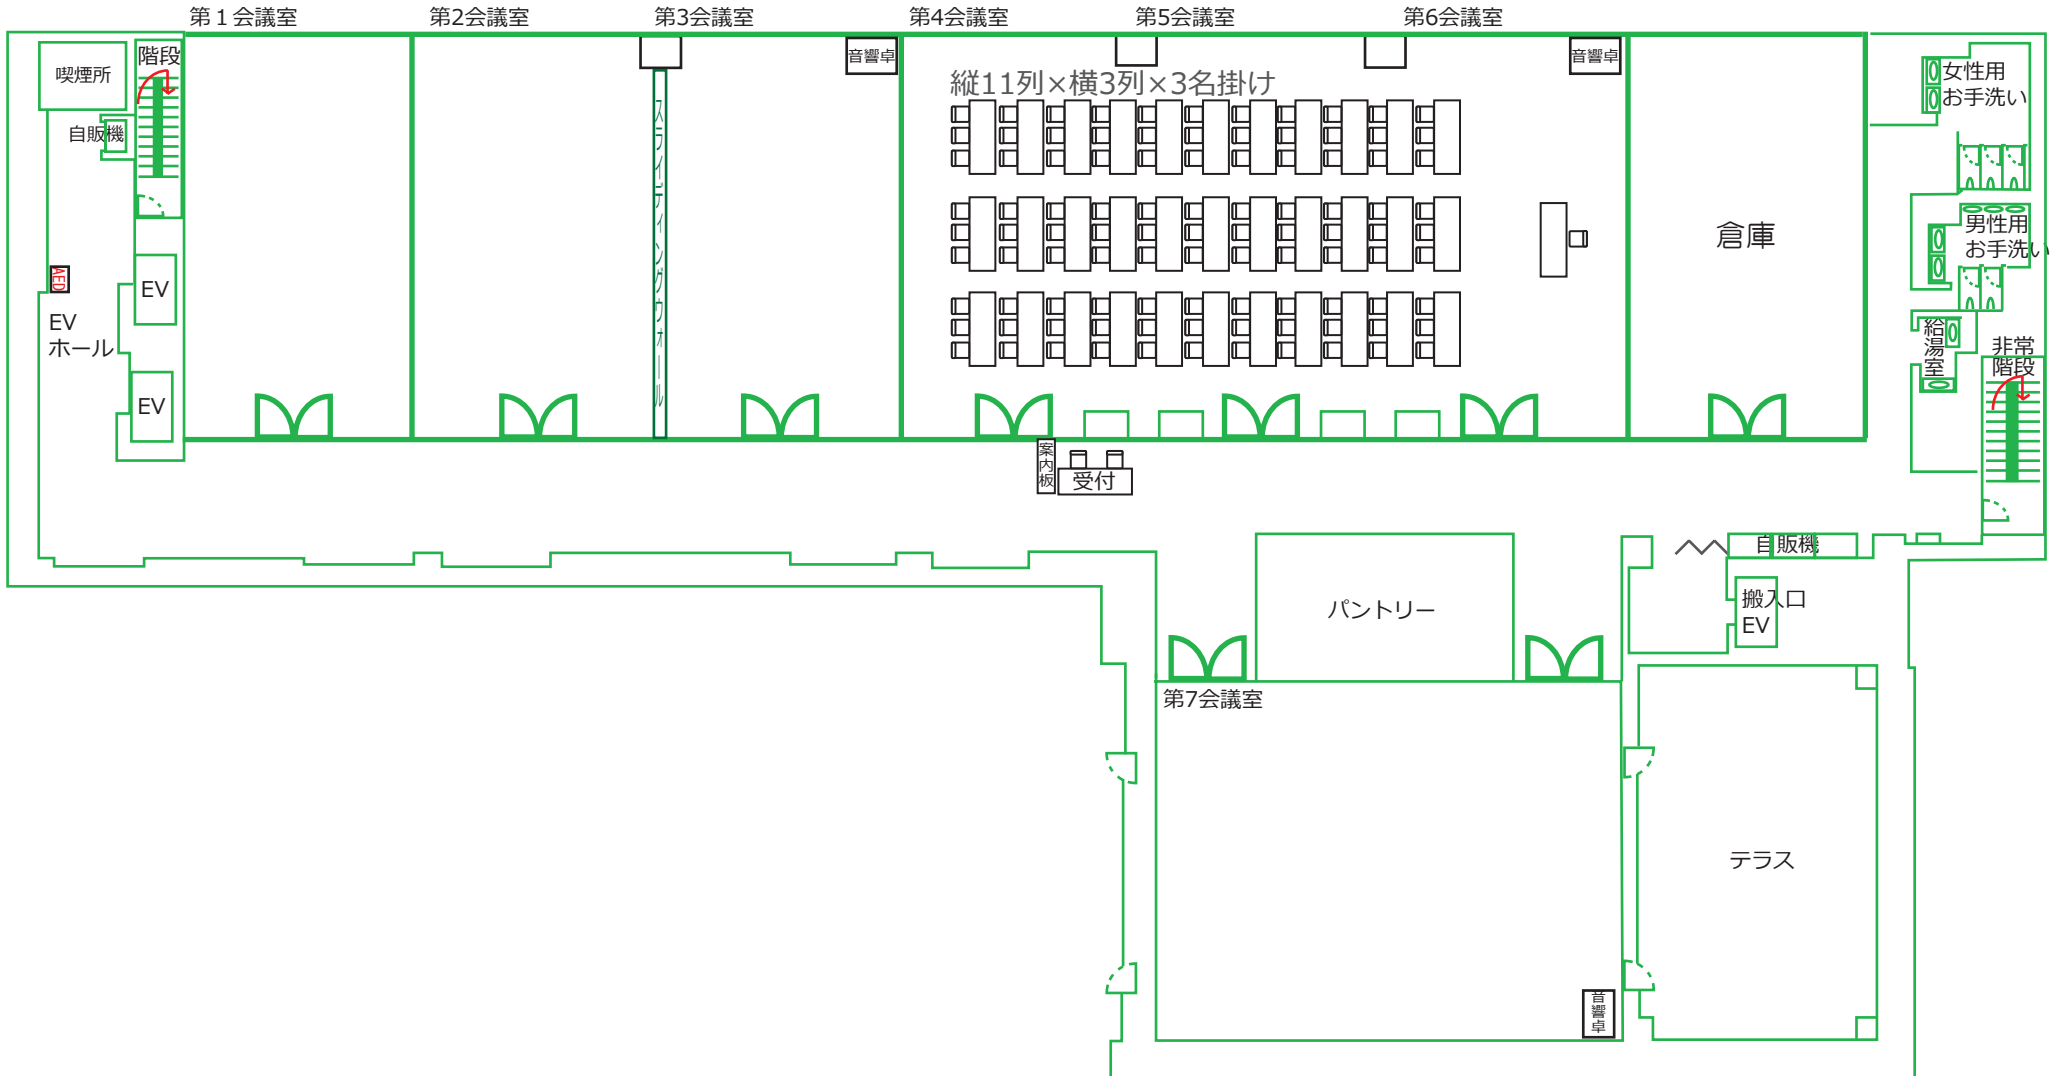 第１会議室
第2会議室
第3会議室
第4会議室
第5会議室
第6会議室
喫煙所
階段
自販機
AED
EV
EV
ホール
EV
スライディングウォール
音響卓
縦11列×横3列×3名掛け
音響卓
倉庫
女性用
お手洗い
男性用
お手洗い
給湯室
非常
階段
案内板
受付
自販機
搬入口
EV
パントリー
第7会議室
テラス
音響卓